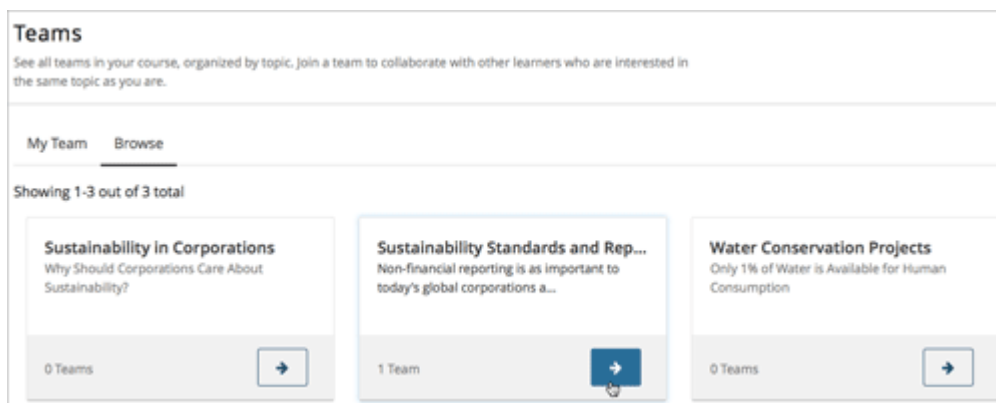 Teams
See all teams in your course, organized by topic. Join a team to collaborate with other learners who are interested in
the same topic as you are.
My Team
Browse
Showing 1-3 out of 3 total
Sustainability in Corporations
Why Should Corporations Care About
Sustainability?
0 Teams
Sustainability Standards and Rep...
Non-financial reporting is as important to
today's global corporations a...
1 Team
Water Conservation Projects
Only 1% of Water is Available for Human
Consumption
0 Teams